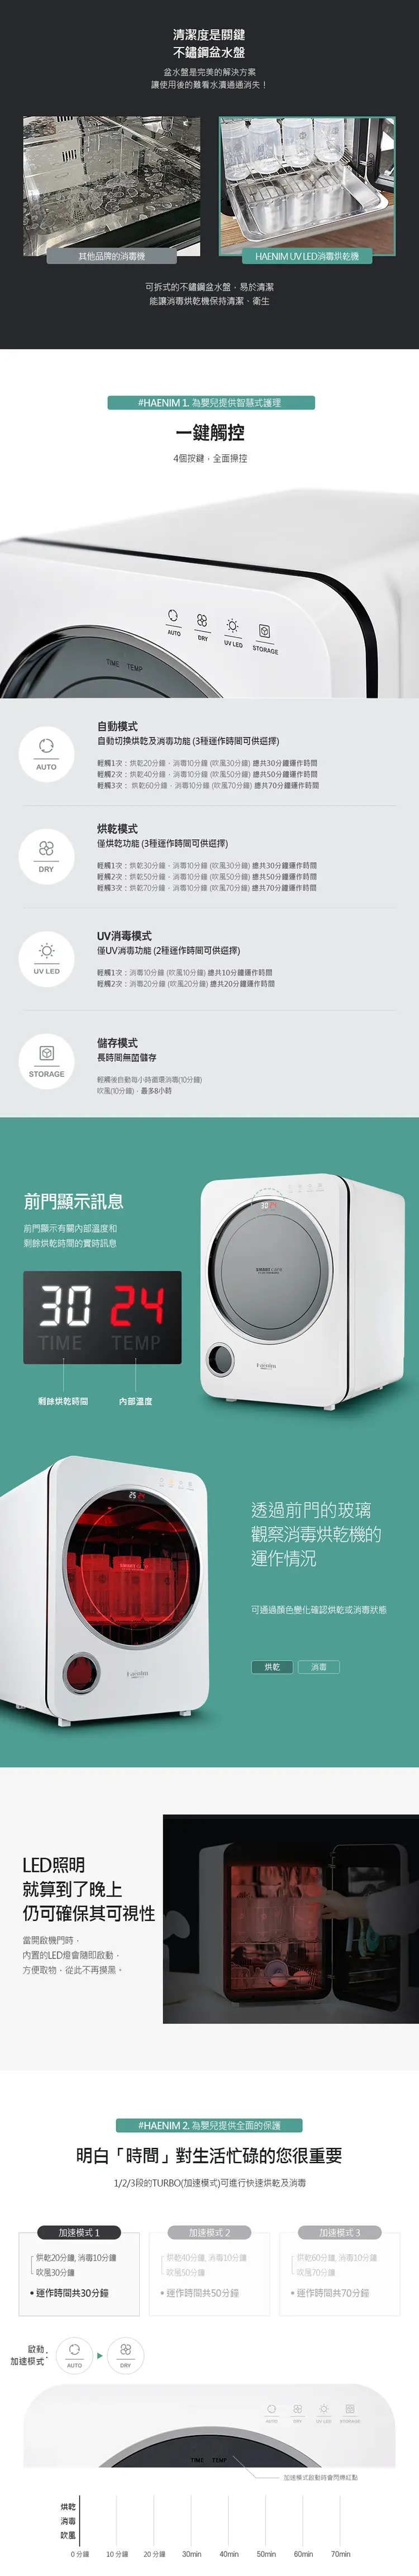 清潔度是關鍵
不鏽鋼盆水盤
盆水盤是完美的解決方案
讓使用後的難看水漬通通消失！
其他品牌的消毒機
HAENIM UV LED消毒烘乾機
可拆式的不鏽鋼盆水盤，易於清潔
能讓消毒烘乾機保持清潔、衛生
#HAENIM 1. 為嬰兒提供智慧式護理
一鍵觸控
4個按鍵，全面操控
AUTO
DRY
UV LED
STORAGE
TIME TEMP
自動模式
自動切換烘乾及消毒功能 (3種運作時間可供選擇)
AUTO
輕觸1次：烘乾20分鐘、消毒10分鐘 (吹風30分鐘) 總共30分鐘運作時間
輕觸2次：烘乾40分鐘、消毒10分鐘 (吹風50分鐘) 總共50分鐘運作時間
輕觸3次： 烘乾60分鐘、消毒10分鐘 (吹風70分鐘) 總共70分鐘運作時間
烘乾模式
僅烘乾功能 (3種運作時間可供選擇)
DRY
輕觸1次：烘乾30分鐘、消毒10分鐘 (吹風30分鐘) 總共30分鐘運作時間
輕觸2次：烘乾50分鐘、消毒10分鐘 (吹風50分鐘) 總共50分鐘運作時間
輕觸3次：烘乾70分鐘、消毒10分鐘 (吹風70分鐘) 總共70分鐘運作時間
UV消毒模式
僅UV消毒功能 (2種運作時間可供選擇)
UV LED
輕觸1次：消毒10分鐘 (吹風10分鐘) 總共10分鐘運作時間
輕觸2次：消毒20分鐘 (吹風20分鐘) 總共20分鐘運作時間
儲存模式
長時間無菌儲存
STORAGE
輕觸後自動每小時循環消毒(10分鐘)
吹風(10分鐘)，最多8小時
前門顯示訊息
前門顯示有關內部溫度和
剩餘烘乾時間的實時訊息
30 24
TIME TEMP
剩餘烘乾時間 內部溫度
30 24
SMART CARE
Haenim
25 24
Haenim
透過前門的玻璃
觀察消毒烘乾機的
運作情況
可通過顏色變化確認烘乾或消毒狀態
烘乾 消毒
LED照明
就算到了晚上
仍可確保其可視性
當開啟機門時，
內置的LED燈會隨即啟動，
方便取物，從此不再摸黑。
#HAENIM 2. 為嬰兒提供全面的保護
明白「時間」對生活忙碌的您很重要
1/2/3段的TURBO(加速模式)可進行快速烘乾及消毒
加速模式 1
烘乾20分鐘, 消毒10分鐘
吹風30分鐘
• 運作時間共30分鐘
加速模式 2
烘乾40分鐘, 消毒10分鐘
吹風50分鐘
• 運作時間共50分鐘
加速模式 3
烘乾60分鐘, 消毒10分鐘
吹風70分鐘
• 運作時間共70分鐘
啟動
加速模式：
AUTO
DRY
AUTO DRY UV LED STORAGE
TIME TEMP
加速模式啟動時會閃爍紅點
烘乾
消毒
吹風
0 分鐘 10 分鐘 20 分鐘 30min 40min 50min 60min 70min